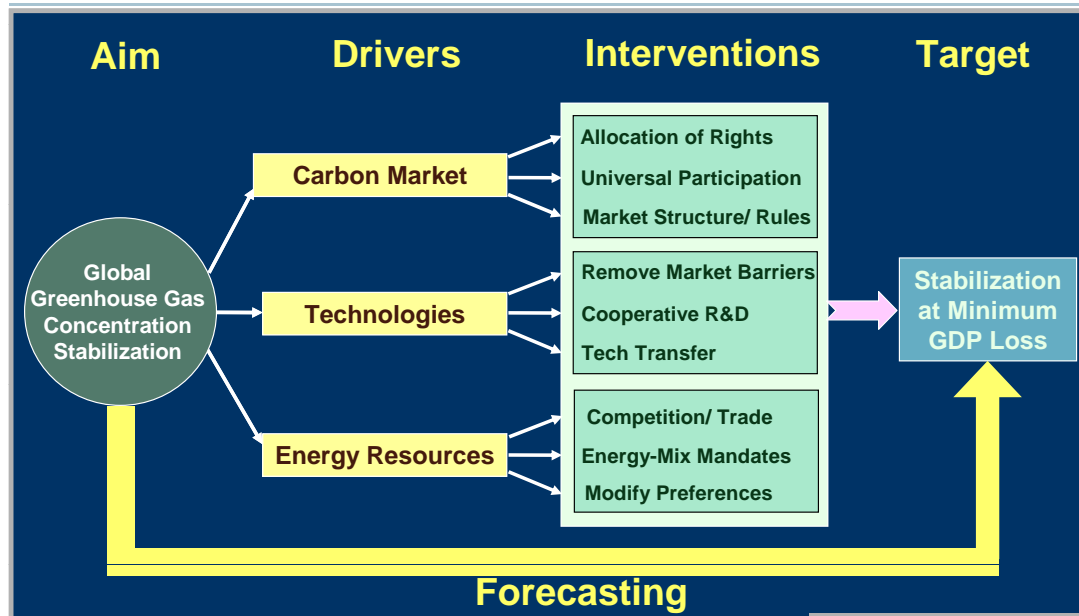 Aim
Drivers
Interventions
Target
Global
Greenhouse Gas
Concentration
Stabilization
Carbon Market
Technologies
Energy Resources
Allocation of Rights
Universal Participation
Market Structure/ Rules
Remove Market Barriers
Cooperative R&D
Tech Transfer
Competition/ Trade
Energy-Mix Mandates
Modify Preferences
Stabilization
at Minimum
GDP Loss
Forecasting